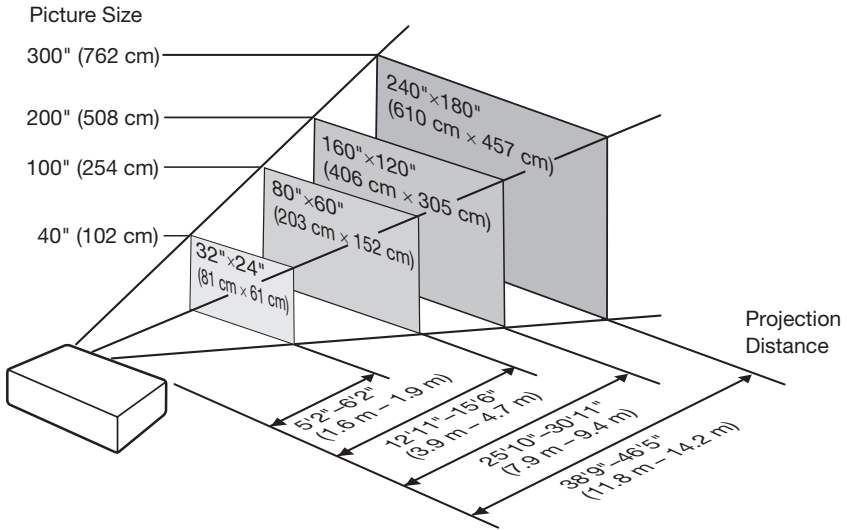 Picture Size
300" (762 cm)
200" (508 cm)
100" (254 cm)
40" (102 cm)
240"×180"
(610 cm × 457 cm)
160"×120"
(406 cm × 305 cm)
80"×60"
(203 cm × 152 cm)
32"×24"
(81 cm × 61 cm)
Projection
Distance
5'2"–6'2"
(1.6 m – 1.9 m)
12'11"–15'6"
(3.9 m – 4.7 m)
25'10"–30'11"
(7.9 m – 9.4 m)
38'9"–46'5"
(11.8 m – 14.2 m)